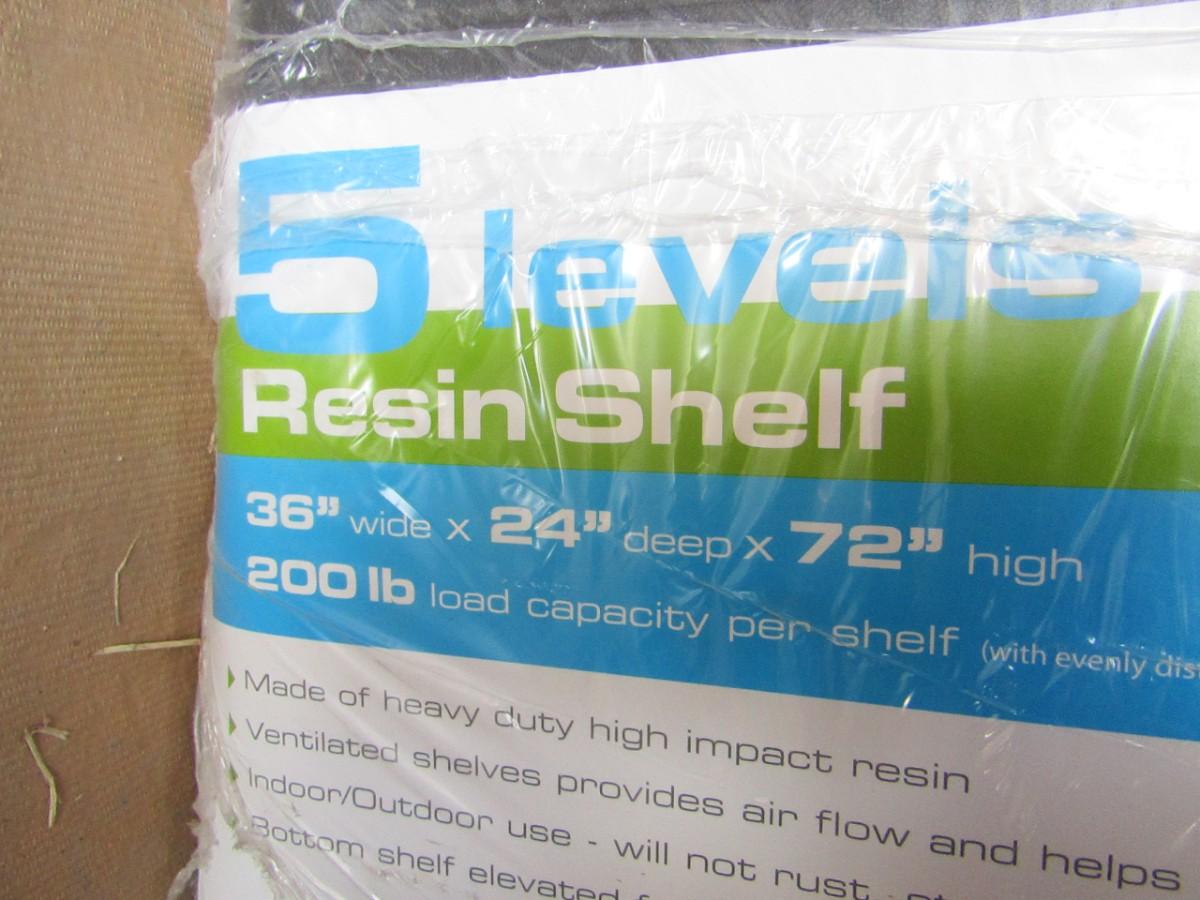 5 levels
Resin Shelf
36" wide x 24" deep x 72" high
200 lb load capacity per shelf (with evenly
Made of heavy duty high impact resin
Ventilated shelves provides air flow and helps
Indoor/Outdoor use - will not rust
Bottom shelf elevated